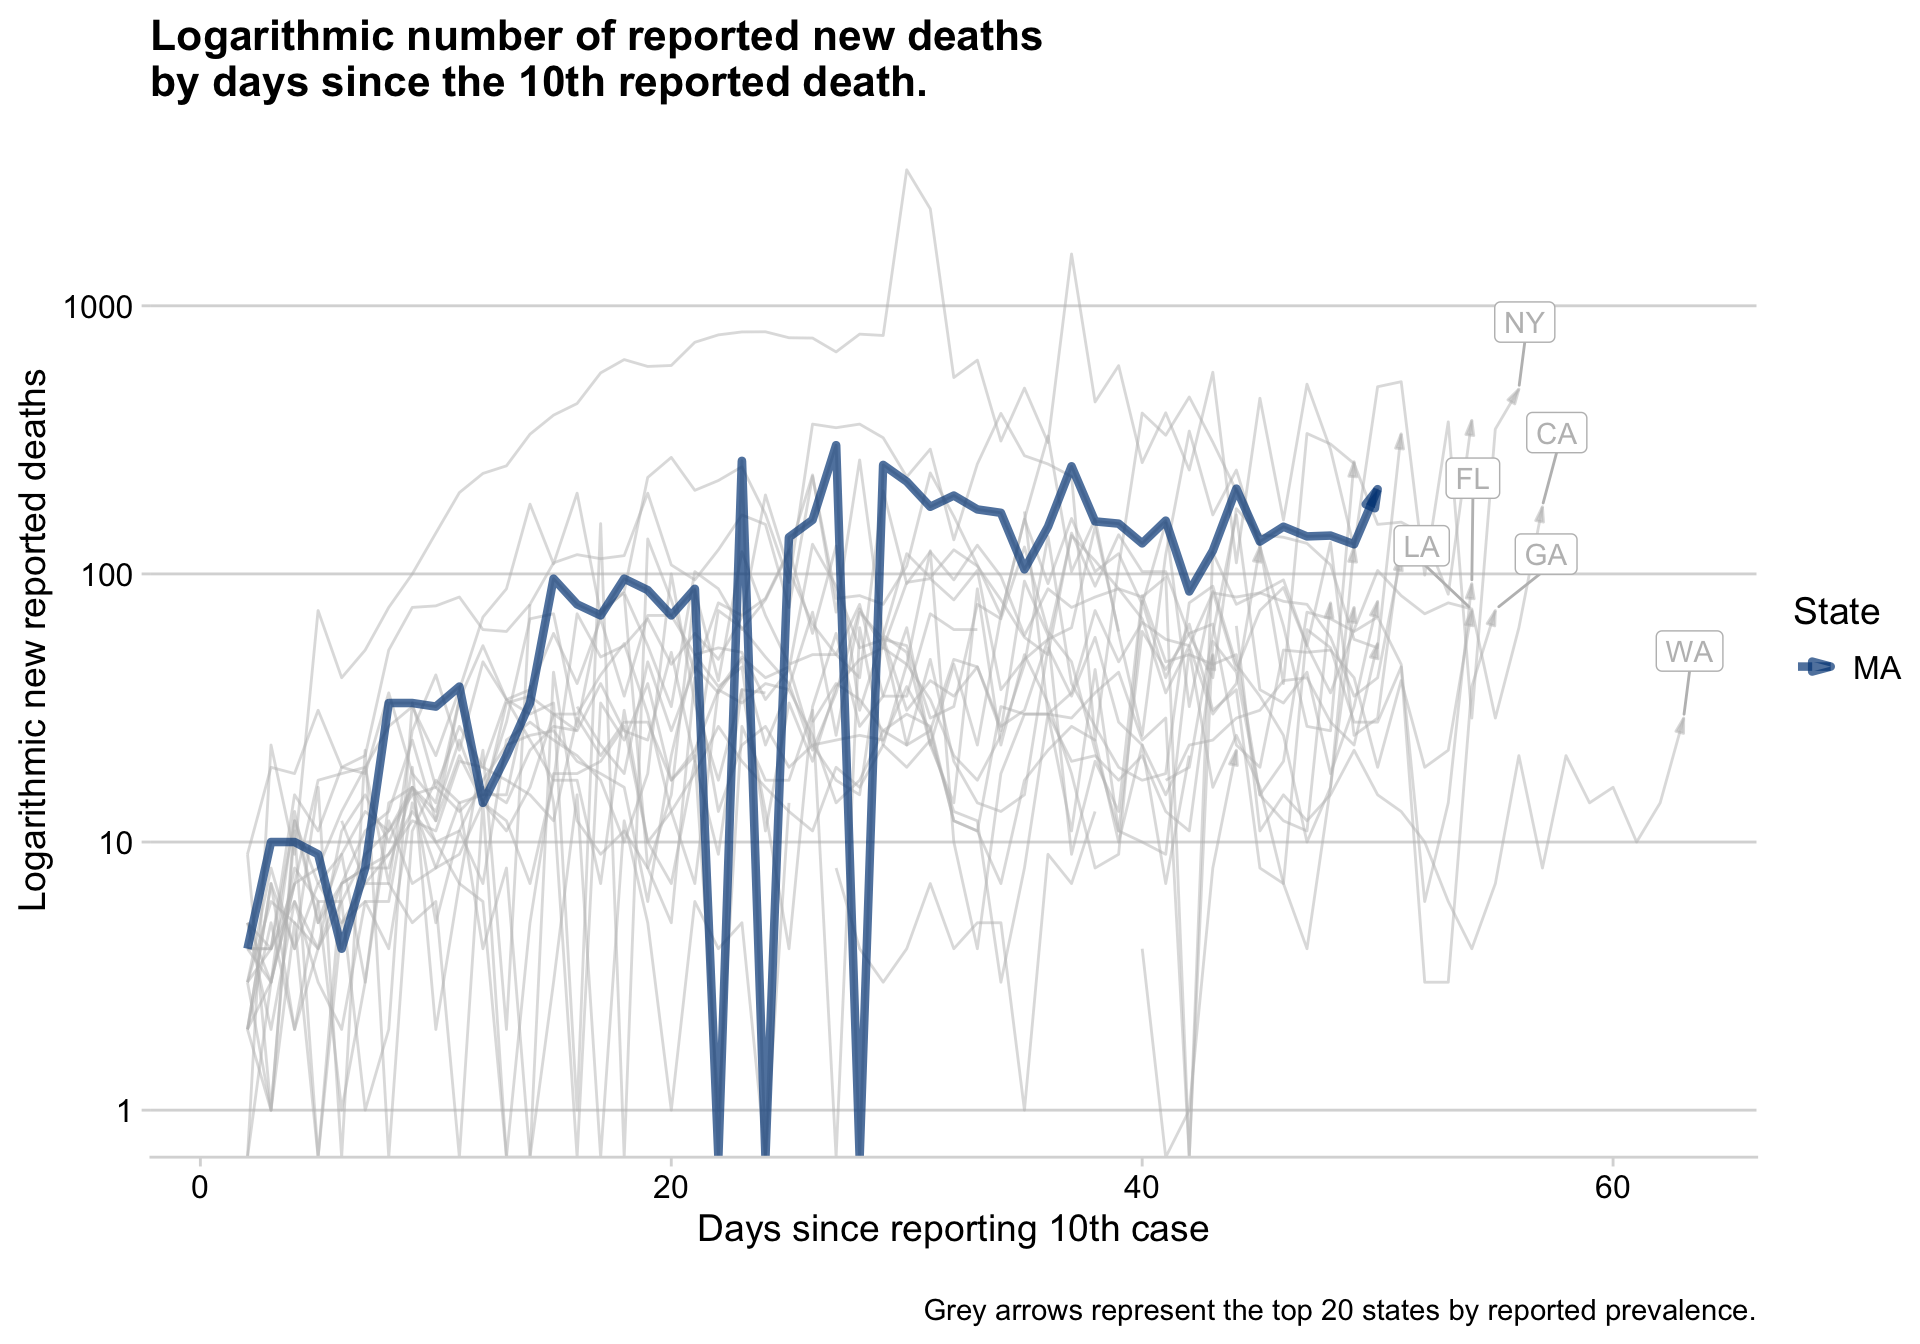 Logarithmic number of reported new deaths
by days since the 10th reported death.
Logarithmic new reported deaths
1000
100
10
1
NY
CA
FL
LA
GA
WA
State
MA
0
20
40
60
Days since reporting 10th case
Grey arrows represent the top 20 states by reported prevalence.